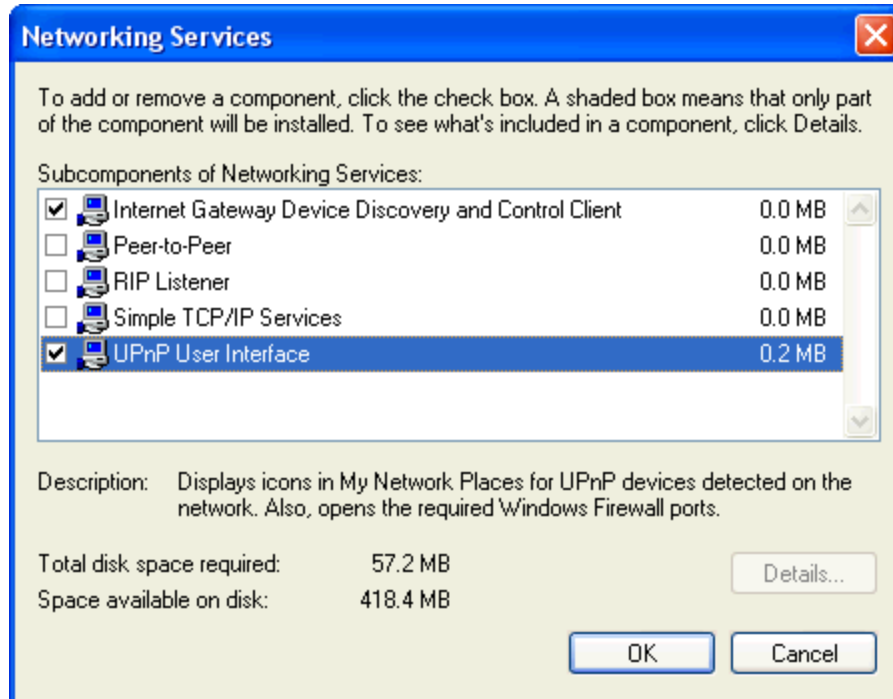 Networking Services
To add or remove a component, click the check box. A shaded box means that only part
of the component will be installed. To see what's included in a component, click Details.
Subcomponents of Networking Services:
Internet Gateway Device Discovery and Control Client 0.0 MB
Peer-to-Peer 0.0 MB
RIP Listener 0.0 MB
Simple TCP/IP Services 0.0 MB
UPnP User Interface 0.2 MB
Description: Displays icons in My Network Places for UPnP devices detected on the
network. Also, opens the required Windows Firewall ports.
Total disk space required: 57.2 MB
Space available on disk: 418.4 MB
Details...
OK Cancel